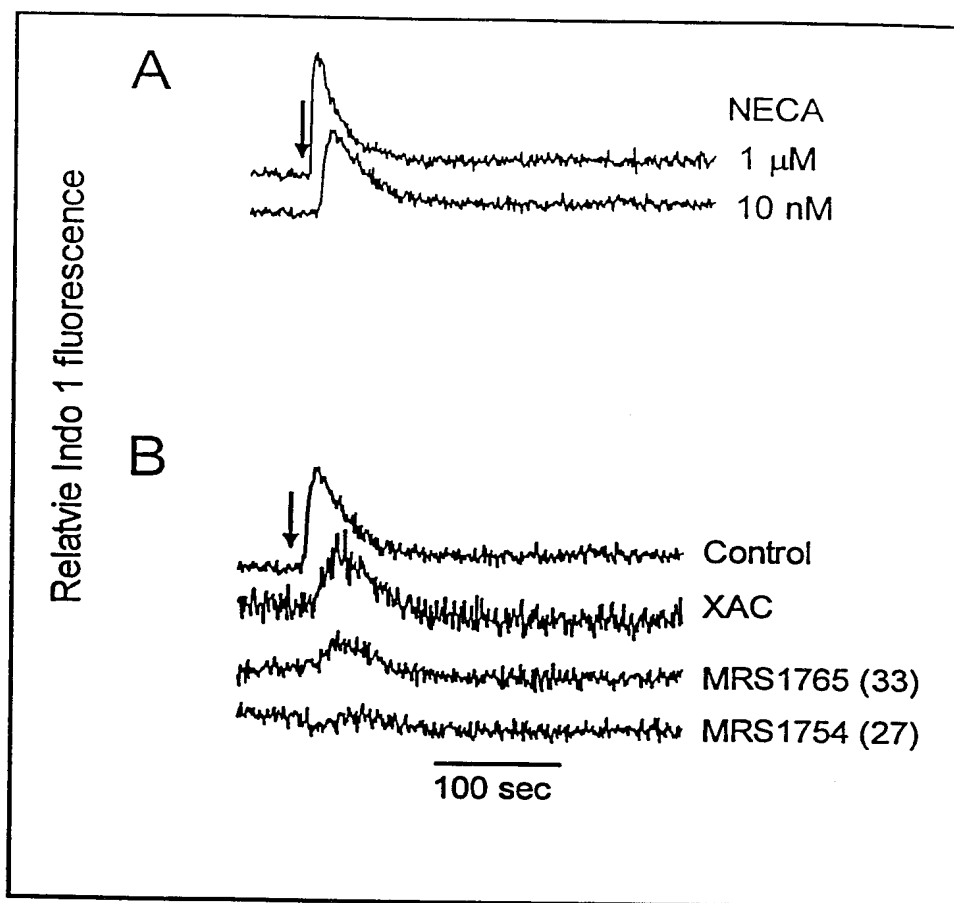 A
NECA
1 μM
10 nM
Relatvie Indo 1 fluorescence
B
Control
XAC
MRS1765 (33)
MRS1754 (27)
100 sec